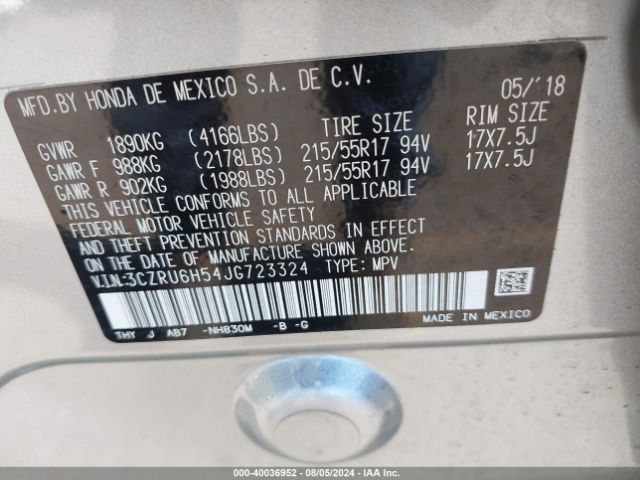 MFD.BY HONDA DE MEXICO S.A. DE C.V. 05/'18
GVWR 1890KG (4166LBS) TIRE SIZE RIM SIZE
GAWR F 988KG (2178LBS) 215/55R17 94V 17X7.5J
GAWR R 902KG (1988LBS) 215/55R17 94V 17X7.5J
THIS VEHICLE CONFORMS TO ALL APPLICABLE
FEDERAL MOTOR VEHICLE SAFETY
AND THEFT PREVENTION STANDARDS IN EFFECT
ON THE DATE OF MANUFACTURE SHOWN ABOVE.
V.I.N:3CZRU6H54JG723324 TYPE: MPV
THY J AB7 -NH830M -B -G
MADE IN MEXICO
000-40036952 - 08/05/2024 - IAA Inc.